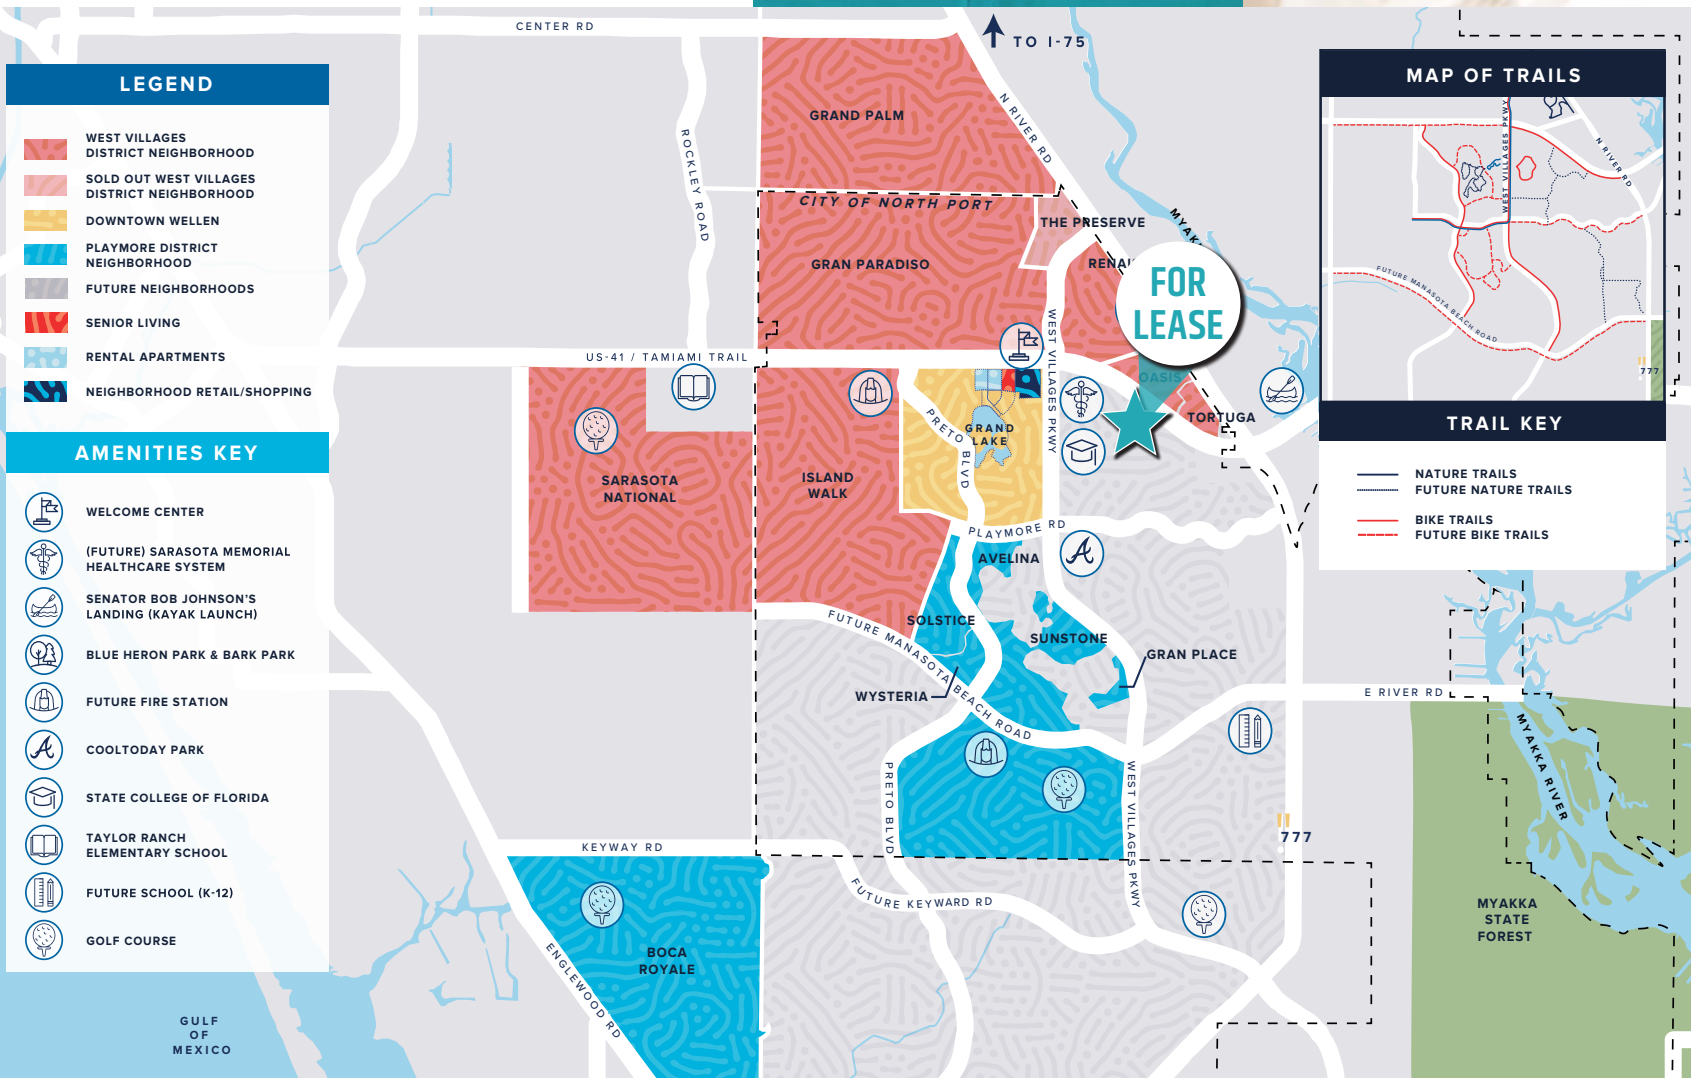 CENTER RD
TO I-75
LEGEND
WEST VILLAGES
DISTRICT NEIGHBORHOOD
SOLD OUT WEST VILLAGES
DISTRICT NEIGHBORHOOD
DOWNTOWN WELLEN
PLAYMORE DISTRICT
NEIGHBORHOOD
FUTURE NEIGHBORHOODS
SENIOR LIVING
RENTAL APARTMENTS
NEIGHBORHOOD RETAIL/SHOPPING
AMENITIES KEY
WELCOME CENTER
(FUTURE) SARASOTA MEMORIAL
HEALTHCARE SYSTEM
SENATOR BOB JOHNSON'S
LANDING (KAYAK LAUNCH)
BLUE HERON PARK & BARK PARK
FUTURE FIRE STATION
COOLTODAY PARK
STATE COLLEGE OF FLORIDA
TAYLOR RANCH
ELEMENTARY SCHOOL
FUTURE SCHOOL (K-12)
GOLF COURSE
GULF
OF
MEXICO
ROCKLEY ROAD
GRAND PALM
N RIVER RD
CITY OF NORTH PORT
THE PRESERVE
GRAN PARADISO
RENAI
MYAK
FOR
LEASE
US-41 / TAMIAMI TRAIL
WEST VILLAGES PKWY
OASIS
TORTUGA
SARASOTA
NATIONAL
ISLAND
WALK
PRETO BLVD
GRAND
LAKE
PLAYMORE RD
A
AVELINA
SOLSTICE
SUNSTONE
GRAN PLACE
WYSTERIA
FUTURE MANASOTA BEACH ROAD
E RIVER RD
PRETO BLVD
WEST VILLAGES PKWY
777
KEYWAY RD
FUTURE KEYWARD RD
ENGLEWOOD RD
BOCA
ROYALE
MYAKKA RIVER
MYAKKA
STATE
FOREST
MAP OF TRAILS
WEST VILLAGES PKWY
N RIVER RD
FUTURE MANASOTA BEACH ROAD
777
TRAIL KEY
NATURE TRAILS
FUTURE NATURE TRAILS
BIKE TRAILS
FUTURE BIKE TRAILS